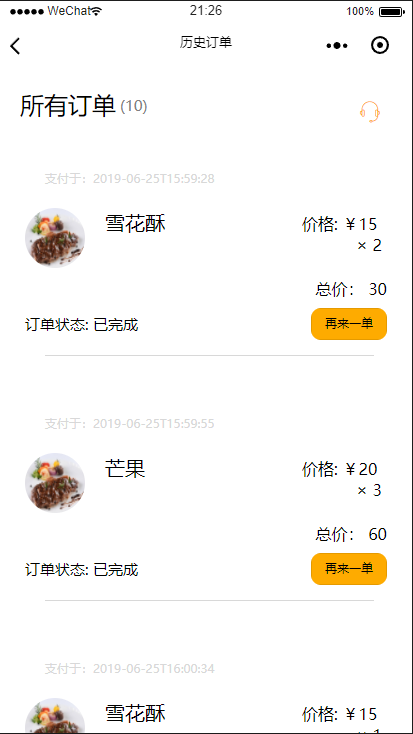 WeChat 21:26 100%
历史订单
所有订单 (10)
支付于：2019-06-25T15:59:28
雪花酥 价格: ￥15
× 2
总价： 30
订单状态: 已完成 再来一单
支付于：2019-06-25T15:59:55
芒果 价格: ￥20
× 3
总价： 60
订单状态: 已完成 再来一单
支付于：2019-06-25T16:00:34
雪花酥 价格: ￥15
× 1